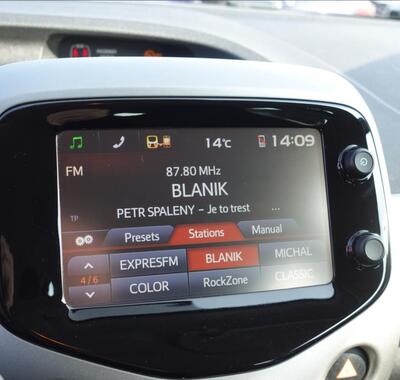 14℃ 14:09
FM 87.80 MHz
BLANIK
PETR SPALENY - Je to trest ...
TP
Presets Stations Manual
EXPRESFM BLANIK MICHAL
4/6
COLOR RockZone CLASSIC